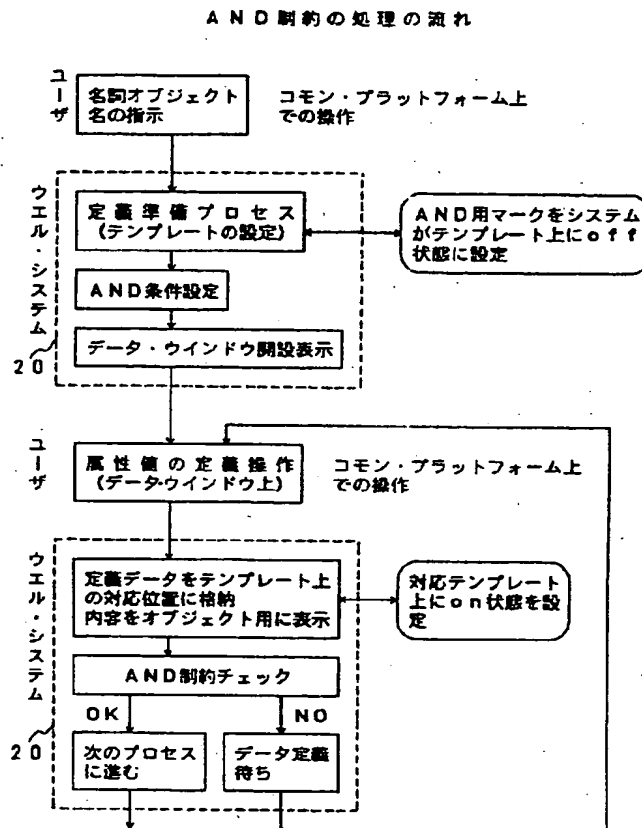 AND制約の処理の流れ
ユーザ
名詞オブジェクト
名の指示
コモン・プラットフォーム上
での操作
ウエル・システム
20
定義準備プロセス
(テンプレートの設定)
AND用マークをシステム
がテンプレート上にoff
状態に設定
AND条件設定
データ・ウインドウ開設表示
ユーザ
属性値の定義操作
(データウインドウ上)
コモン・プラットフォーム上
での操作
ウエル・システム
20
定義データをテンプレート上
の対応位置に格納
内容をオブジェクト用に表示
対応テンプレート
上にon状態を設
定
AND制約チェック
OK
NO
次のプロセス
に進む
データ定義
待ち